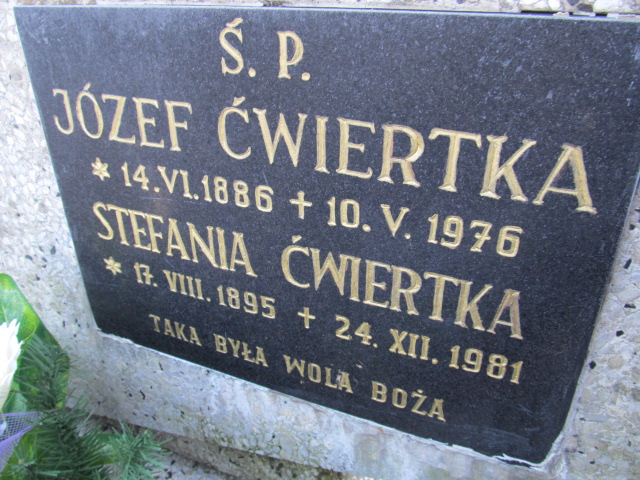 Ś. P.
JÓZEF ĆWIERTKA
* 14.VI.1886 + 10.V.1976
STEFANIA ĆWIERTKA
* 17.VIII.1895 + 24.XII.1981
TAKA BYŁA WOLA BOŻA